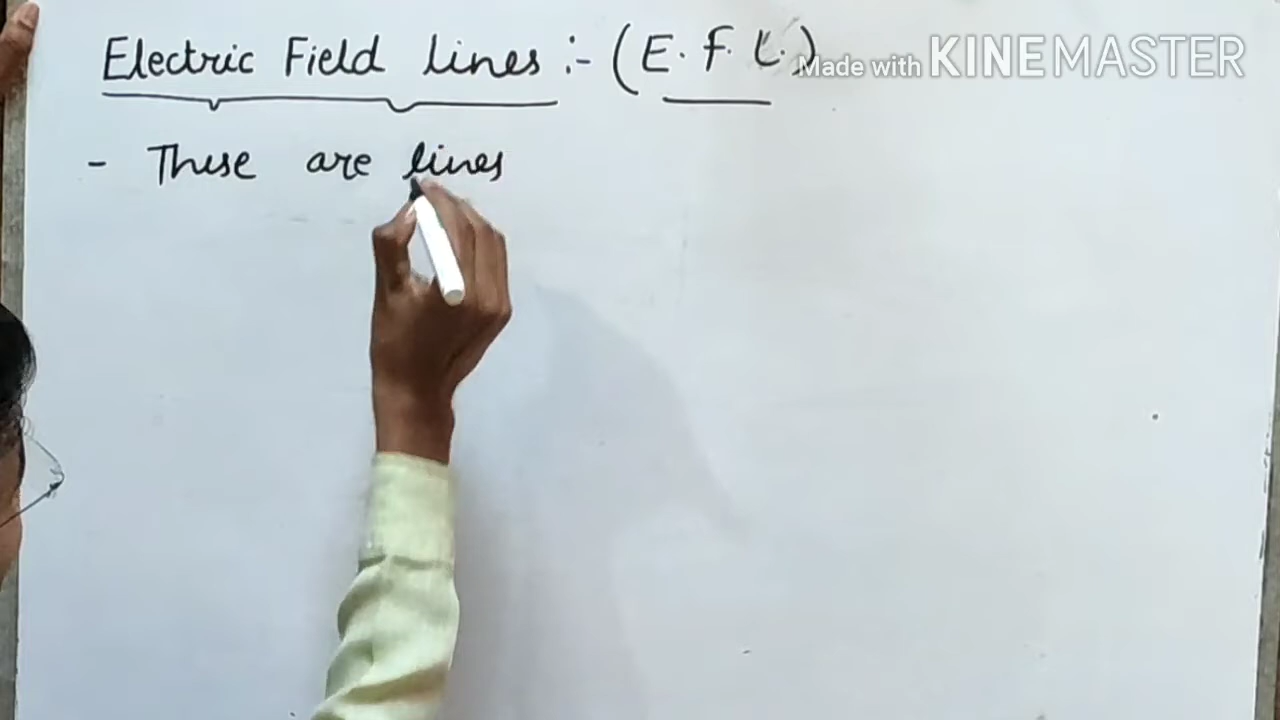 Electric Field lines :- (E. F. L.)
Made with KINEMASTER
- These are lines